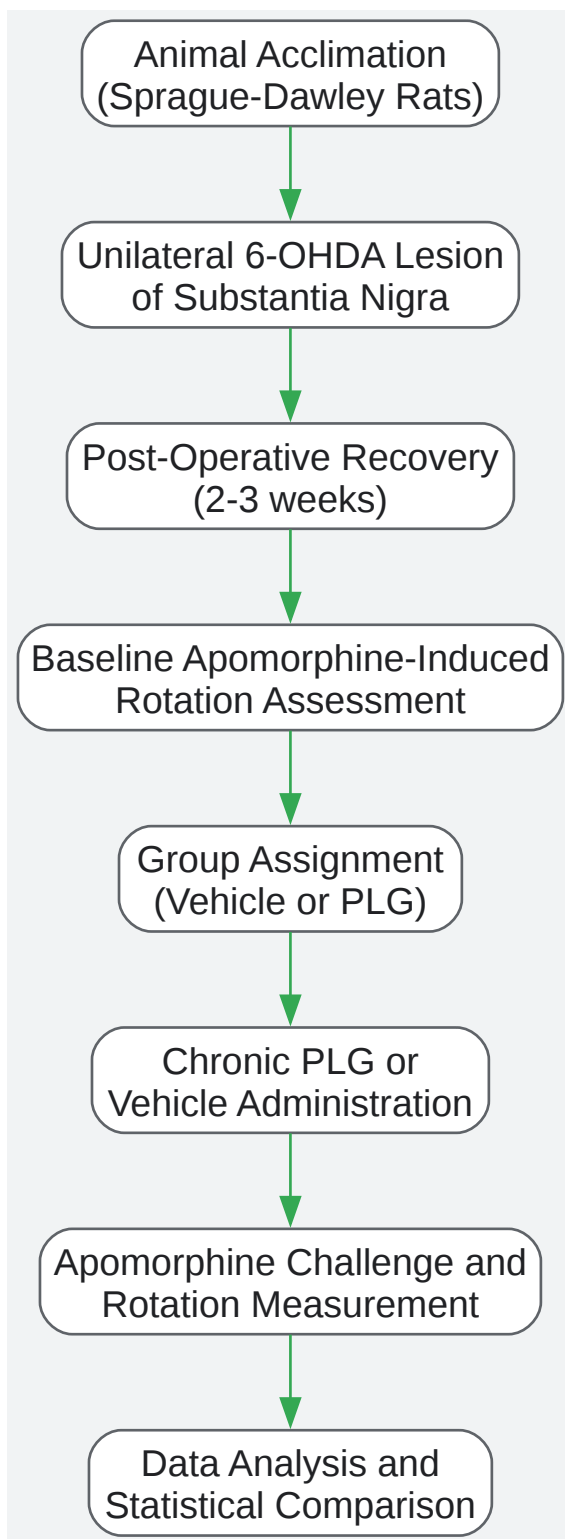 Animal Acclimation
(Sprague-Dawley Rats)
Unilateral 6-OHDA Lesion
of Substantia Nigra
Post-Operative Recovery
(2-3 weeks)
Baseline Apomorphine-Induced
Rotation Assessment
Group Assignment
(Vehicle or PLG)
Chronic PLG or
Vehicle Administration
Apomorphine Challenge and
Rotation Measurement
Data Analysis and
Statistical Comparison